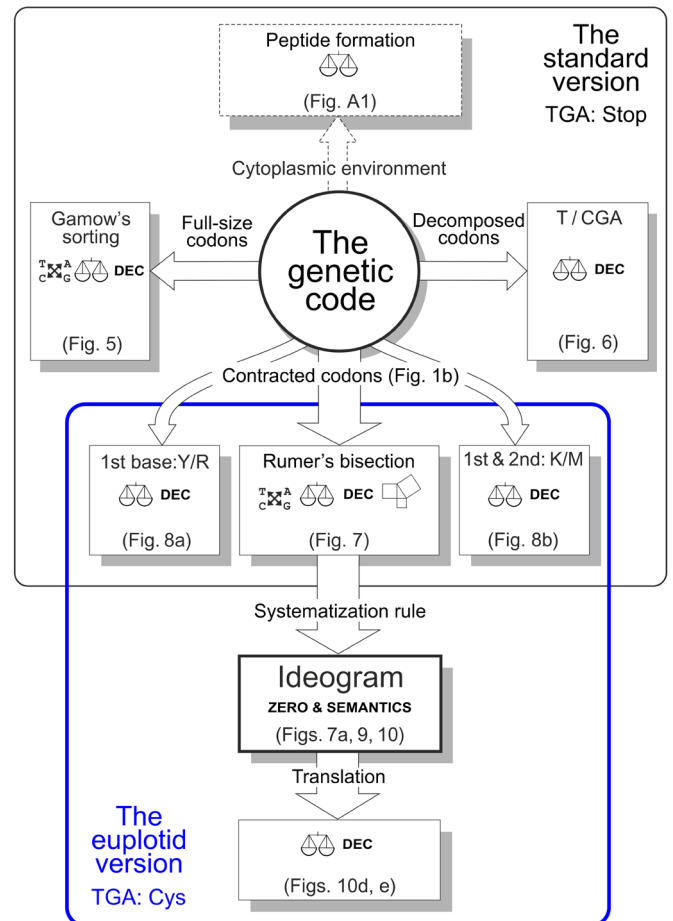 Peptide formation
(Fig. A1)
The
standard
version
TGA: Stop
Cytoplasmic environment
Gamow's
sorting
T A
C G
DEC
(Fig. 5)
Full-size
codons
The
genetic
code
Decomposed
codons
T / CGA
DEC
(Fig. 6)
Contracted codons (Fig. 1b)
1st base:Y/R
DEC
(Fig. 8a)
Rumer's bisection
T A
C G
DEC
(Fig. 7)
1st & 2nd: K/M
DEC
(Fig. 8b)
Systematization rule
Ideogram
ZERO & SEMANTICS
(Figs. 7a, 9, 10)
Translation
The
euplotid
version
TGA: Cys
DEC
(Figs. 10d, e)